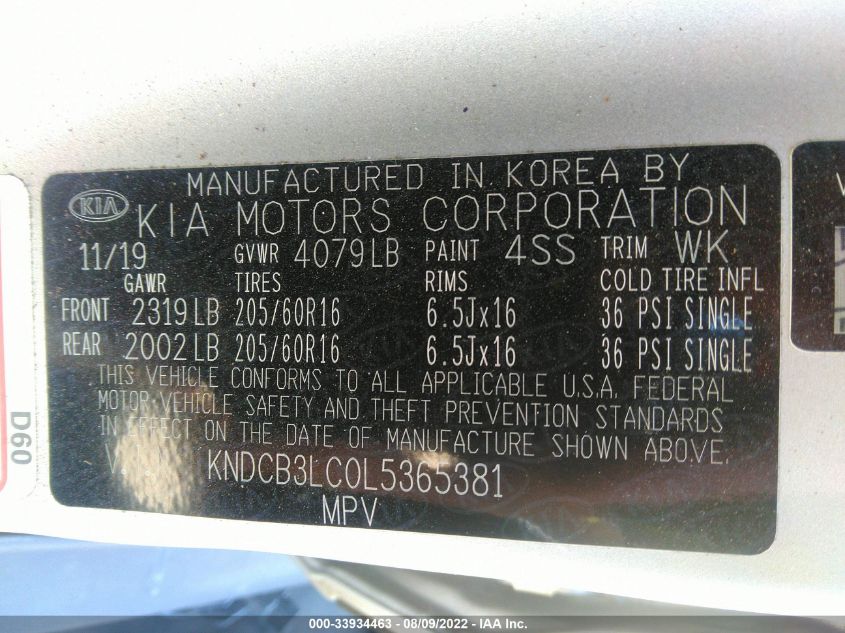 MANUFACTURED IN KOREA BY
KIA KIA MOTORS CORPORATION
11/19 GVWR 4079LB PAINT 4SS TRIM WK
GAWR TIRES RIMS COLD TIRE INFL
FRONT 2319LB 205/60R16 6.5Jx16 36 PSI SINGLE
REAR 2002LB 205/60R16 6.5Jx16 36 PSI SINGLE
THIS VEHICLE CONFORMS TO ALL APPLICABLE U.S.A. FEDERAL
MOTOR VEHICLE SAFETY AND THEFT PREVENTION STANDARDS
IN EFFECT ON THE DATE OF MANUFACTURE SHOWN ABOVE.
KNDCB3LC0L5365381
MPV
D60
000-33934463 - 08/09/2022 - IAAI.com